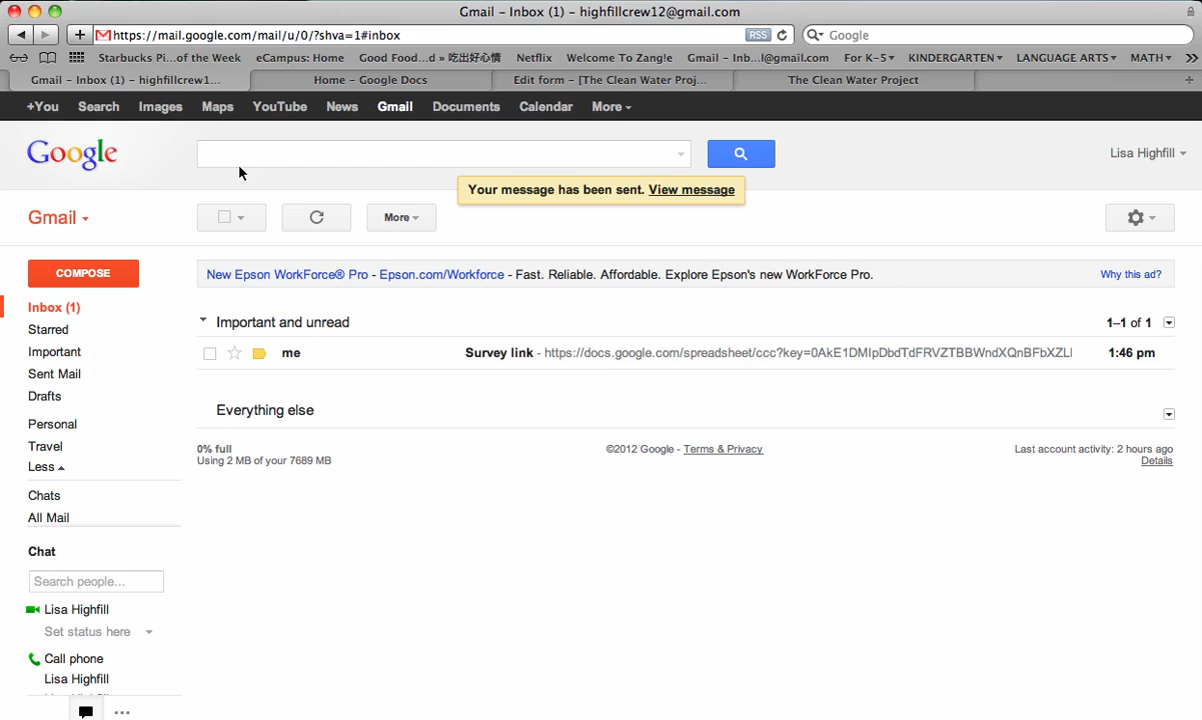 Gmail – Inbox (1) – highfillcrew12@gmail.com
https://mail.google.com/mail/u/0/?shva=1#inbox RSS Google
Starbucks Pi...of the Week eCampus: Home Good Food...d » 吃出好心情 Netflix Welcome To Zangle Gmail - Inb...l@gmail.com For K-5 KINDERGARTEN LANGUAGE ARTS MATH
Gmail – Inbox (1) – highfillcrew1... Home – Google Docs Edit form – [The Clean Water Proj... The Clean Water Project
+You Search Images Maps YouTube News Gmail Documents Calendar More
Google Lisa Highfill
Your message has been sent. View message
Gmail More
New Epson WorkForce® Pro - Epson.com/Workforce - Fast. Reliable. Affordable. Explore Epson's new WorkForce Pro. Why this ad?
COMPOSE
Inbox (1)
Starred
Important
Sent Mail
Drafts
Personal
Travel
Less
Chats
All Mail
Important and unread 1–1 of 1
me Survey link - https://docs.google.com/spreadsheet/ccc?key=0AkE1DMIpDbdTdFRVZTBBWndXQnBFbXZLI 1:46 pm
Everything else
0% full
Using 2 MB of your 7689 MB
©2012 Google - Terms & Privacy
Last account activity: 2 hours ago
Details
Chat
Search people...
Lisa Highfill
Set status here
Call phone
Lisa Highfill